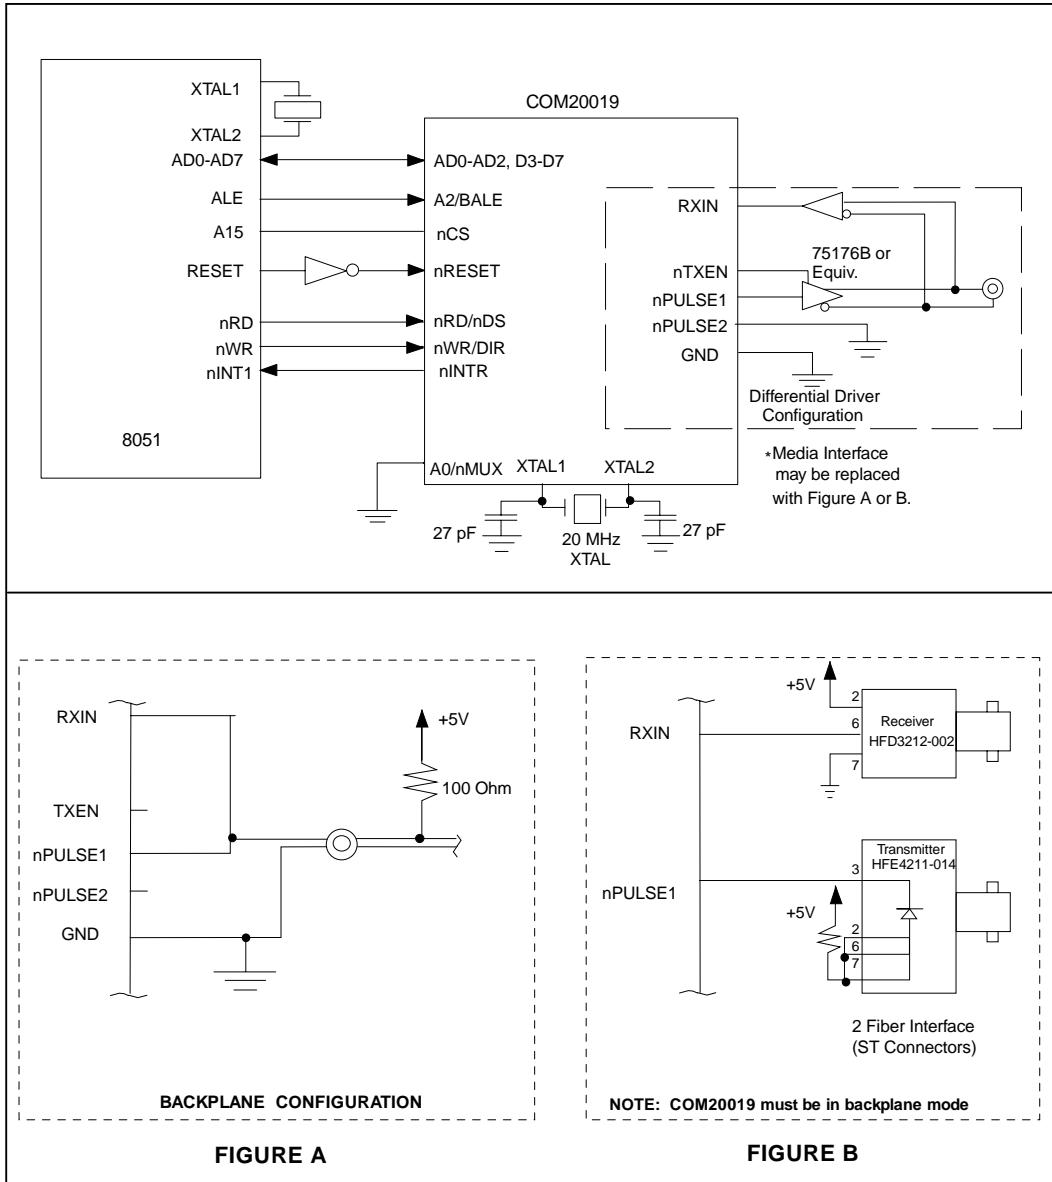 COM20019
XTAL1
XTAL2
AD0-AD7
ALE
A15
RESET
nRD
nWR
nINT1
8051
AD0-AD2, D3-D7
A2/BALE
nCS
nRESET
nRD/nDS
nWR/DIR
nINTR
A0/nMUX
XTAL1
XTAL2
RXIN
nTXEN
nPULSE1
nPULSE2
GND
75176B or
Equiv.
Differential Driver
Configuration
*Media Interface
may be replaced
with Figure A or B.
27 pF
20 MHz
XTAL
27 pF
RXIN
TXEN
nPULSE1
nPULSE2
GND
+5V
100 Ohm
BACKPLANE CONFIGURATION
FIGURE A
+5V
RXIN
2
6
7
Receiver
HFD3212-002
nPULSE1
+5V
3
2
6
7
Transmitter
HFE4211-014
2 Fiber Interface
(ST Connectors)
NOTE: COM20019 must be in backplane mode
FIGURE B